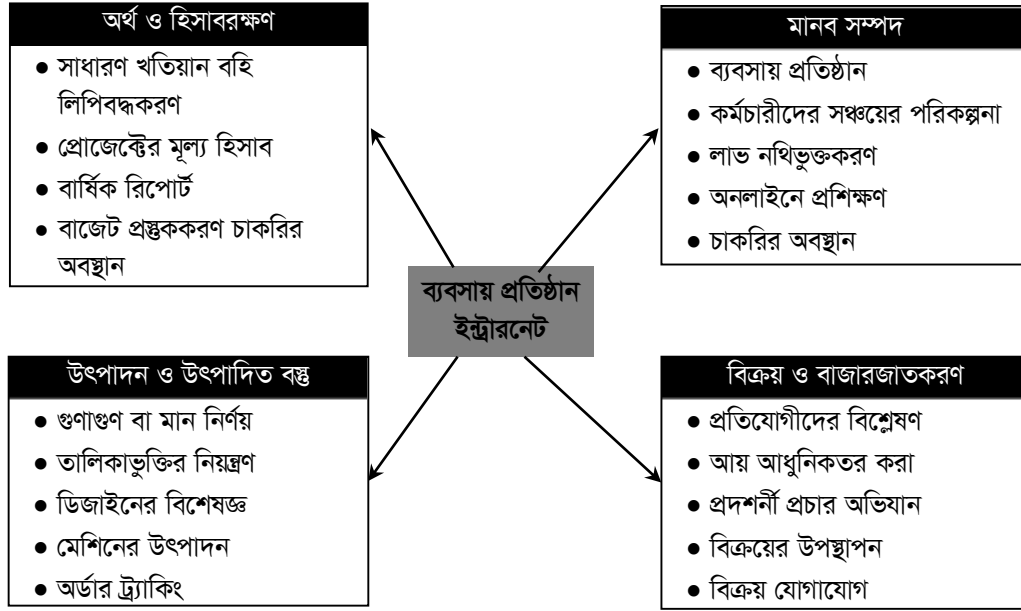 অর্থ ও হিসাবরক্ষণ
● সাধারণ খতিয়ান বহি
লিপিবদ্ধকরণ
● প্রোজেক্টের মূল্য হিসাব
● বার্ষিক রিপোর্ট
● বাজেট প্রস্তুককরণ চাকরির
অবস্থান
মানব সম্পদ
● ব্যবসায় প্রতিষ্ঠান
● কর্মচারীদের সঞ্চয়ের পরিকল্পনা
● লাভ নথিভুক্তকরণ
● অনলাইনে প্রশিক্ষণ
● চাকরির অবস্থান
ব্যবসায় প্রতিষ্ঠান
ইন্ট্রারনেট
উৎপাদন ও উৎপাদিত বস্তু
● গুণাগুণ বা মান নির্ণয়
● তালিকাভুক্তির নিয়ন্ত্রণ
● ডিজাইনের বিশেষজ্ঞ
● মেশিনের উৎপাদন
● অর্ডার ট্র্যাকিং
বিক্রয় ও বাজারজাতকরণ
● প্রতিযোগীদের বিশ্লেষণ
● আয় আধুনিকতর করা
● প্রদর্শনী প্রচার অভিযান
● বিক্রয়ের উপস্থাপন
● বিক্রয় যোগাযোগ